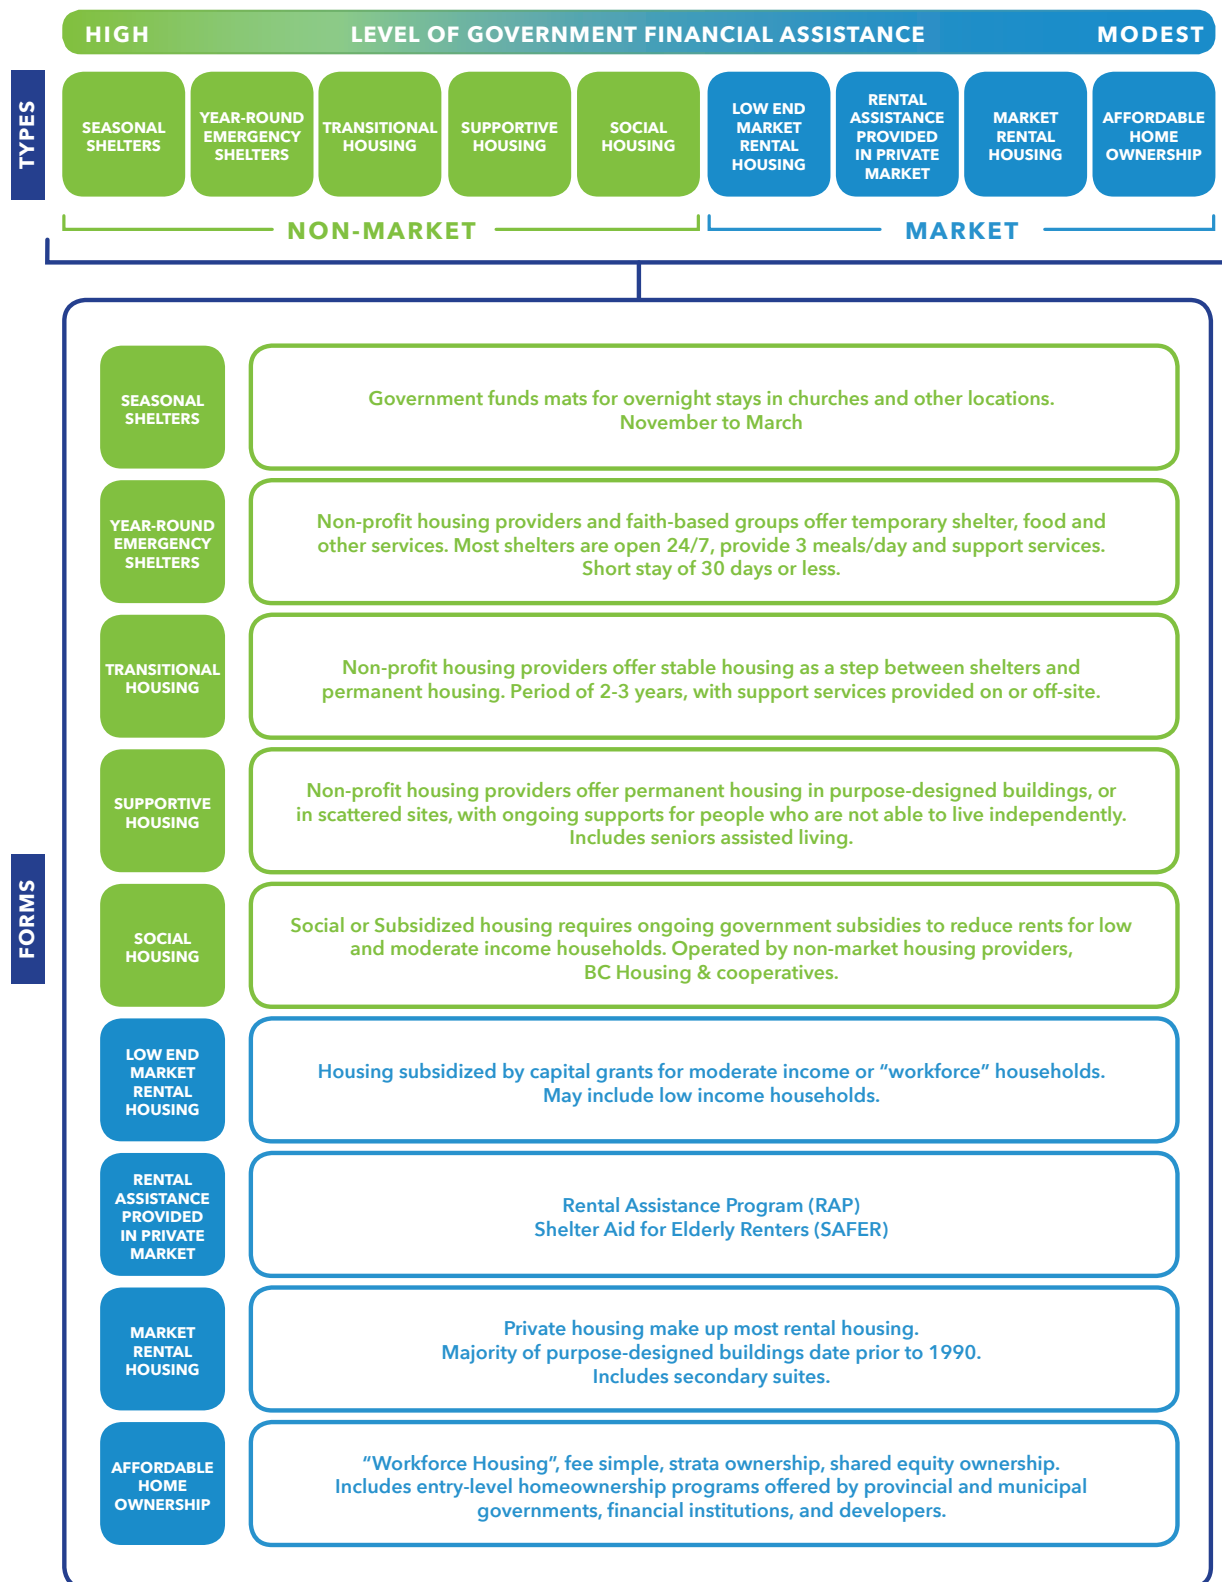 HIGH LEVEL OF GOVERNMENT FINANCIAL ASSISTANCE MODEST
TYPES
SEASONAL
SHELTERS
YEAR-ROUND
EMERGENCY
SHELTERS
TRANSITIONAL
HOUSING
SUPPORTIVE
HOUSING
SOCIAL
HOUSING
LOW END
MARKET
RENTAL
HOUSING
RENTAL
ASSISTANCE
PROVIDED
IN PRIVATE
MARKET
MARKET
RENTAL
HOUSING
AFFORDABLE
HOME
OWNERSHIP
NON-MARKET
MARKET
FORMS
SEASONAL
SHELTERS
Government funds mats for overnight stays in churches and other locations.
November to March
YEAR-ROUND
EMERGENCY
SHELTERS
Non-profit housing providers and faith-based groups offer temporary shelter, food and
other services. Most shelters are open 24/7, provide 3 meals/day and support services.
Short stay of 30 days or less.
TRANSITIONAL
HOUSING
Non-profit housing providers offer stable housing as a step between shelters and
permanent housing. Period of 2-3 years, with support services provided on or off-site.
SUPPORTIVE
HOUSING
Non-profit housing providers offer permanent housing in purpose-designed buildings, or
in scattered sites, with ongoing supports for people who are not able to live independently.
Includes seniors assisted living.
SOCIAL
HOUSING
Social or Subsidized housing requires ongoing government subsidies to reduce rents for low
and moderate income households. Operated by non-market housing providers,
BC Housing & cooperatives.
LOW END
MARKET
RENTAL
HOUSING
Housing subsidized by capital grants for moderate income or “workforce” households.
May include low income households.
RENTAL
ASSISTANCE
PROVIDED
IN PRIVATE
MARKET
Rental Assistance Program (RAP)
Shelter Aid for Elderly Renters (SAFER)
MARKET
RENTAL
HOUSING
Private housing make up most rental housing.
Majority of purpose-designed buildings date prior to 1990.
Includes secondary suites.
AFFORDABLE
HOME
OWNERSHIP
“Workforce Housing”, fee simple, strata ownership, shared equity ownership.
Includes entry-level homeownership programs offered by provincial and municipal
governments, financial institutions, and developers.